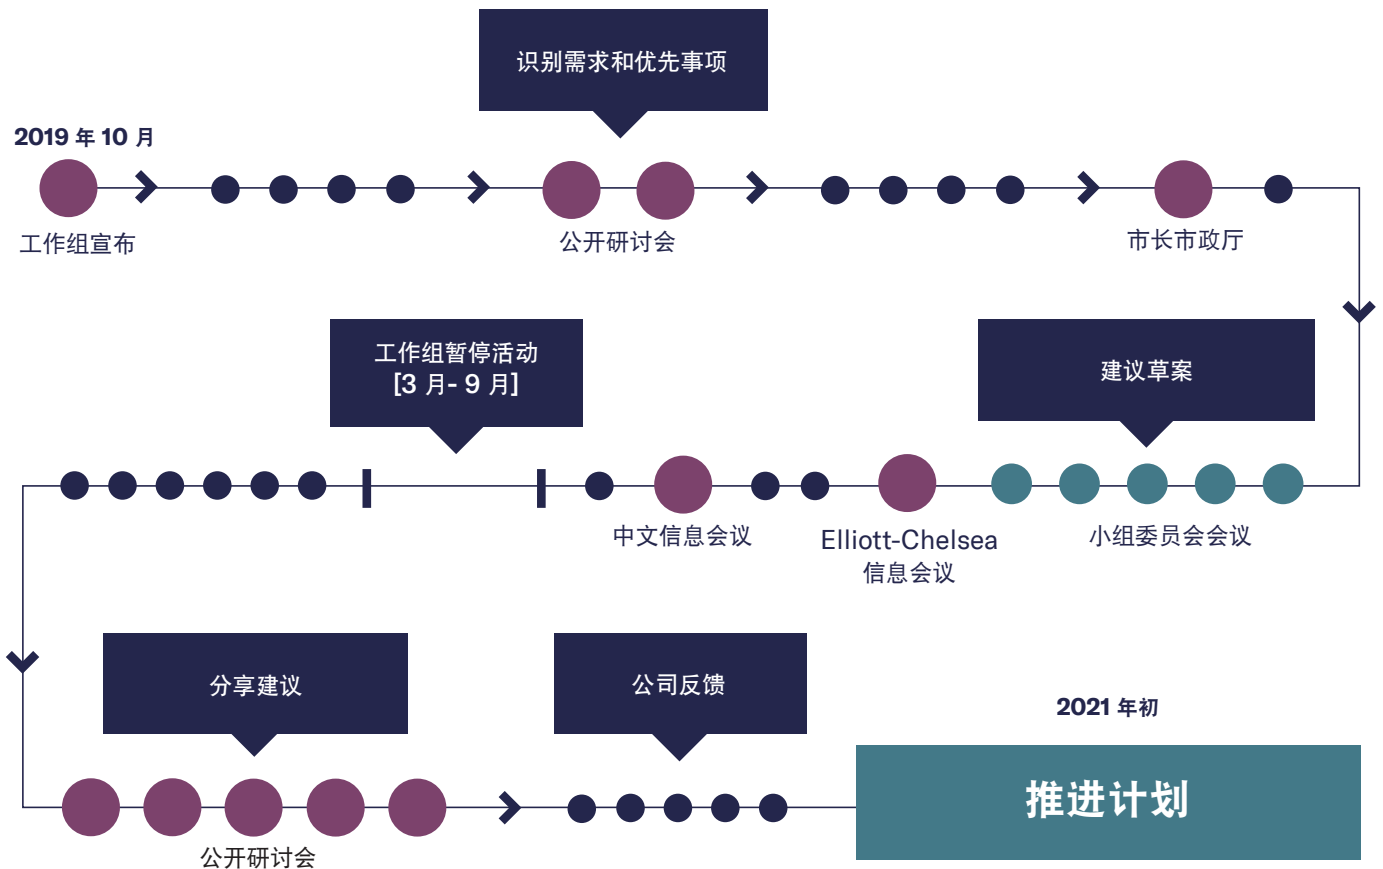 识别需求和优先事项
2019 年 10 月
工作组宣布
公开研讨会
市长市政厅
工作组暂停活动
[3 月- 9 月]
建议草案
中文信息会议
Elliott-Chelsea
信息会议
小组委员会会议
分享建议
公司反馈
2021 年初
推进计划
公开研讨会